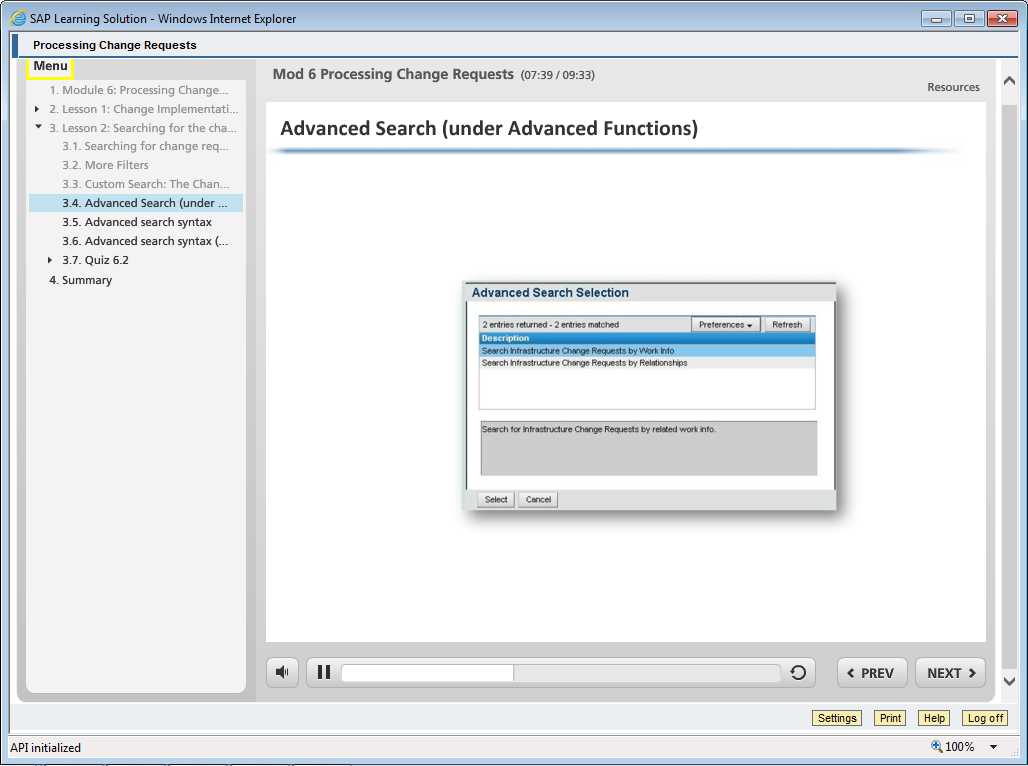 SAP Learning Solution - Windows Internet Explorer
Processing Change Requests
Menu
1. Module 6: Processing Change...
2. Lesson 1: Change Implementati...
3. Lesson 2: Searching for the cha...
3.1. Searching for change req...
3.2. More Filters
3.3. Custom Search: The Chan...
3.4. Advanced Search (under ...
3.5. Advanced search syntax
3.6. Advanced search syntax (...
3.7. Quiz 6.2
4. Summary
Mod 6 Processing Change Requests (07:39 / 09:33)
Resources
Advanced Search (under Advanced Functions)
Advanced Search Selection
2 entries returned - 2 entries matched Preferences Refresh
Description
Search Infrastructure Change Requests by Work Info
Search Infrastructure Change Requests by Relationships
Search for Infrastructure Change Requests by related work info.
Select Cancel
PREV NEXT
Settings Print Help Log off
API initialized 100%